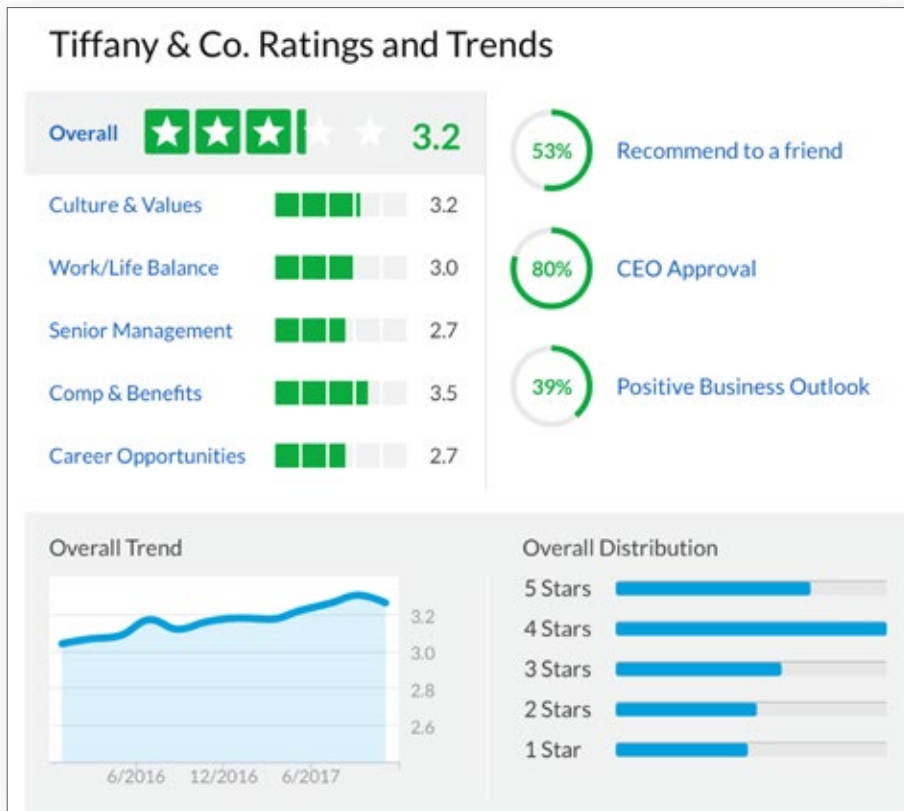 Tiffany & Co. Ratings and Trends
Overall 3.2
Culture & Values 3.2
Work/Life Balance 3.0
Senior Management 2.7
Comp & Benefits 3.5
Career Opportunities 2.7
53% Recommend to a friend
80% CEO Approval
39% Positive Business Outlook
Overall Trend
3.2
3.0
2.8
2.6
6/2016 12/2016 6/2017
Overall Distribution
5 Stars
4 Stars
3 Stars
2 Stars
1 Star